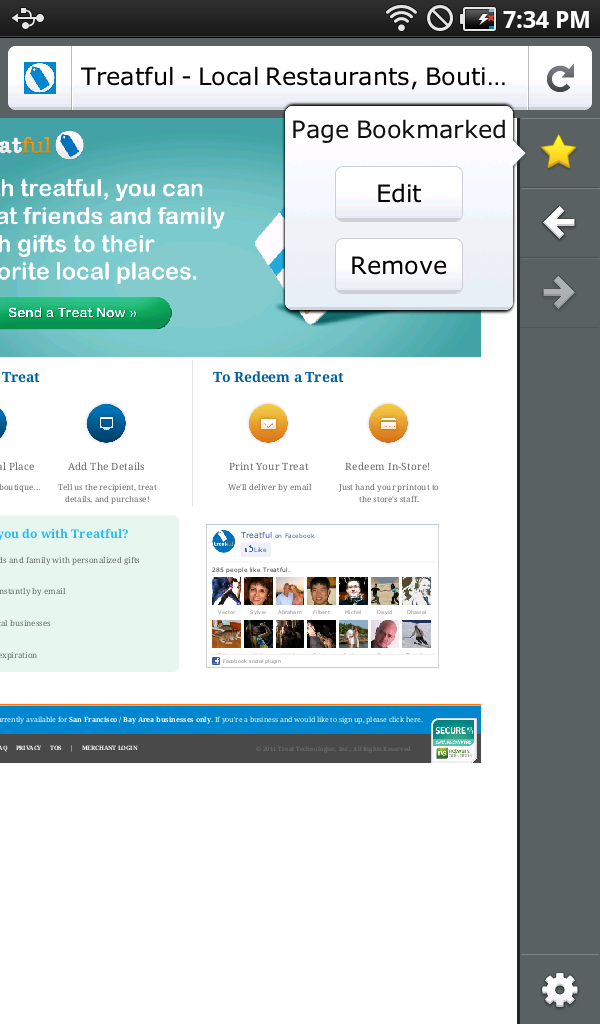 7:34 PM
Treatful - Local Restaurants, Bouti...
Page Bookmarked
Edit
Remove
atful
h treatful, you can
at friends and family
h gifts to their
orite local places.
Send a Treat Now »
Treat
To Redeem a Treat
al Place
Add The Details
Print Your Treat
Redeem In-Store!
boutique...
Tell us the recipient, treat
details, and purchase!
We'll deliver by email
Just hand your printout to
the store's staff.
you do with Treatful?
ds and family with personalized gifts
nstantly by email
cal businesses
expiration
Treatful on Facebook
Like
285 people like Treatful.
Vector Sylvie Abraham Filbert Michel David Dhawal
Facebook social plugin
urrently available for San Francisco / Bay Area businesses only. If you're a business and would like to sign up, please click here.
AQ PRIVACY TOS | MERCHANT LOGIN
© 2011 Treat Technologies, Inc., All Rights Reserved
SECURE